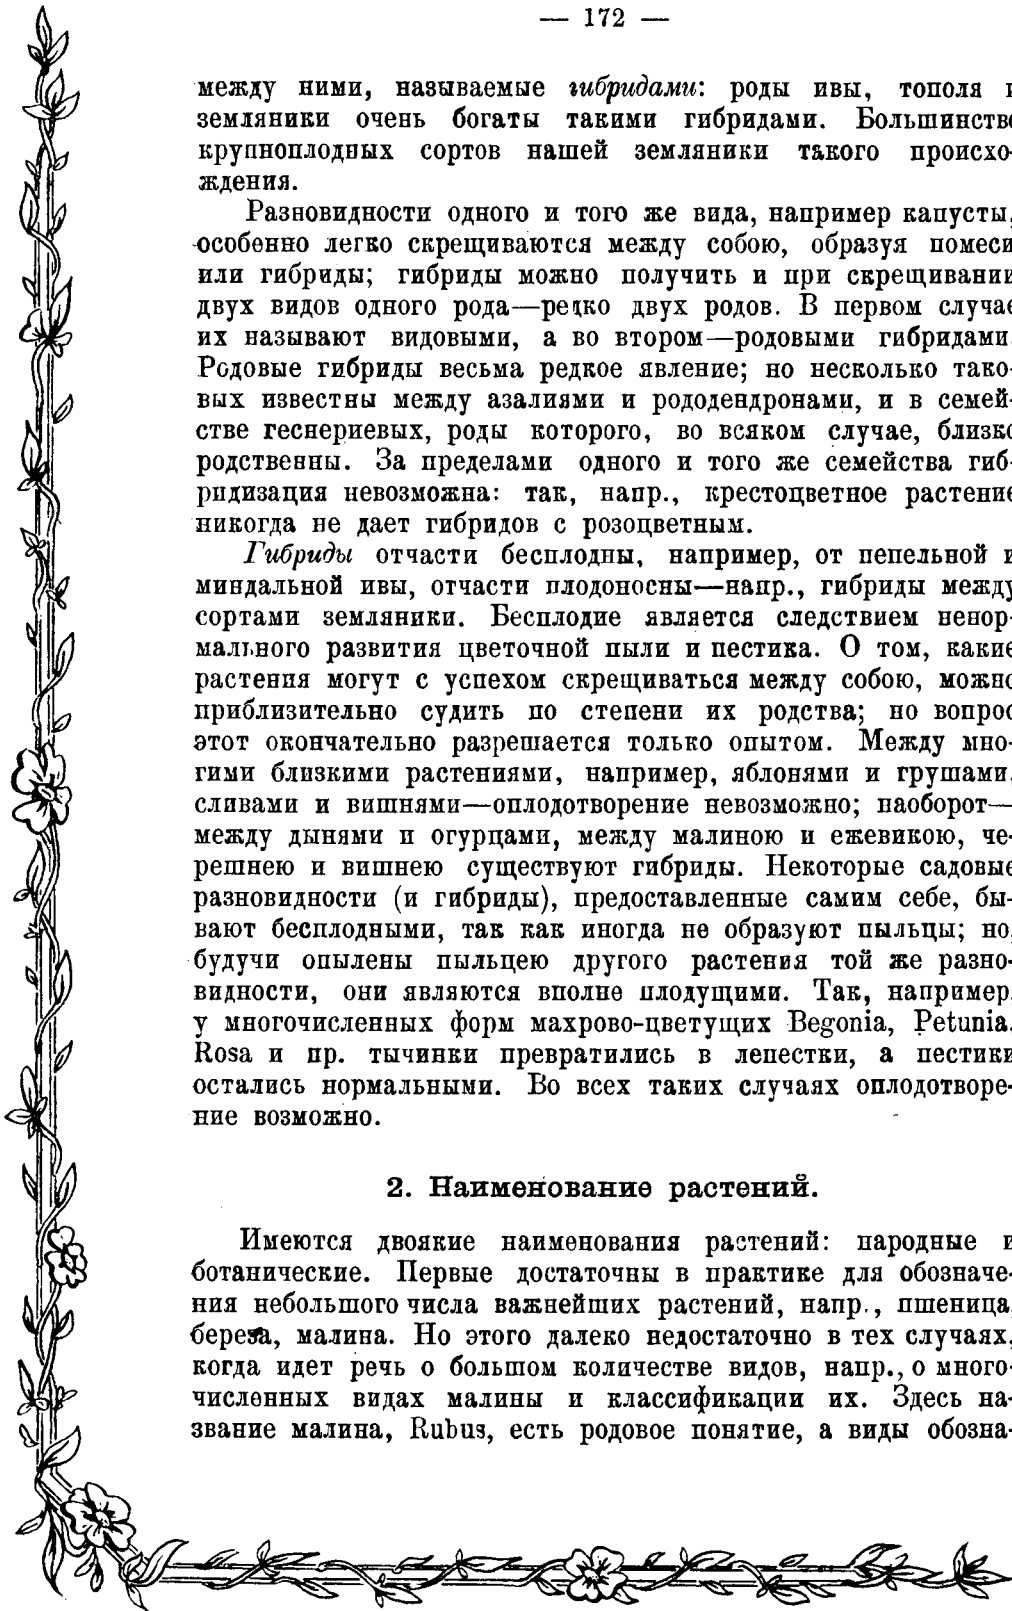 — 172 —
между ними, называемые гибридами: роды ивы, тополя и
земляники очень богаты такими гибридами. Большинство
крупноплодных сортов нашей земляники такого происхо-
ждения.
Разновидности одного и того же вида, например капусты,
особенно легко скрещиваются между собою, образуя помеси
или гибриды; гибриды можно получить и при скрещивании
двух видов одного рода—редко двух родов. В первом случае
их называют видовыми, а во втором—родовыми гибридами.
Родовые гибриды весьма редкое явление; но несколько тако-
вых известны между азалиями и рододендронами, и в семей-
стве геснериевых, роды которого, во всяком случае, близко
родственны. За пределами одного и того же семейства гиб-
ридизация невозможна: так, напр., крестоцветное растение
никогда не дает гибридов с розоцветным.
Гибриды отчасти бесплодны, например, от пепельной и
миндальной ивы, отчасти плодоносны—напр., гибриды между
сортами земляники. Бесплодие является следствием ненор-
мального развития цветочной пыли и пестика. О том, какие
растения могут с успехом скрещиваться между собою, можно
приблизительно судить по степени их родства; но вопрос
этот окончательно разрешается только опытом. Между мно-
гими близкими растениями, например, яблонями и грушами,
сливами и вишнями—оплодотворение невозможно; наоборот—
между дынями и огурцами, между малиною и ежевикою, че-
решнею и вишнею существуют гибриды. Некоторые садовые
разновидности (и гибриды), предоставленные самим себе, бы-
вают бесплодными, так как иногда не образуют пыльцы; но,
будучи опылены пыльцею другого растения той же разно-
видности, они являются вполне плодущими. Так, например,
у многочисленных форм махрово-цветущих Begonia, Petunia,
Rosa и пр. тычинки превратились в лепестки, а пестики
остались нормальными. Во всех таких случаях оплодотворе-
ние возможно.
2. Наименование растений.
Имеются двоякие наименования растений: народные и
ботанические. Первые достаточны в практике для обозначе-
ния небольшого числа важнейших растений, напр., пшеница,
береза, малина. Но этого далеко недостаточно в тех случаях,
когда идет речь о большом количестве видов, напр., о много-
численных видах малины и классификации их. Здесь на-
звание малина, Rubus, есть родовое понятие, а виды обозна-